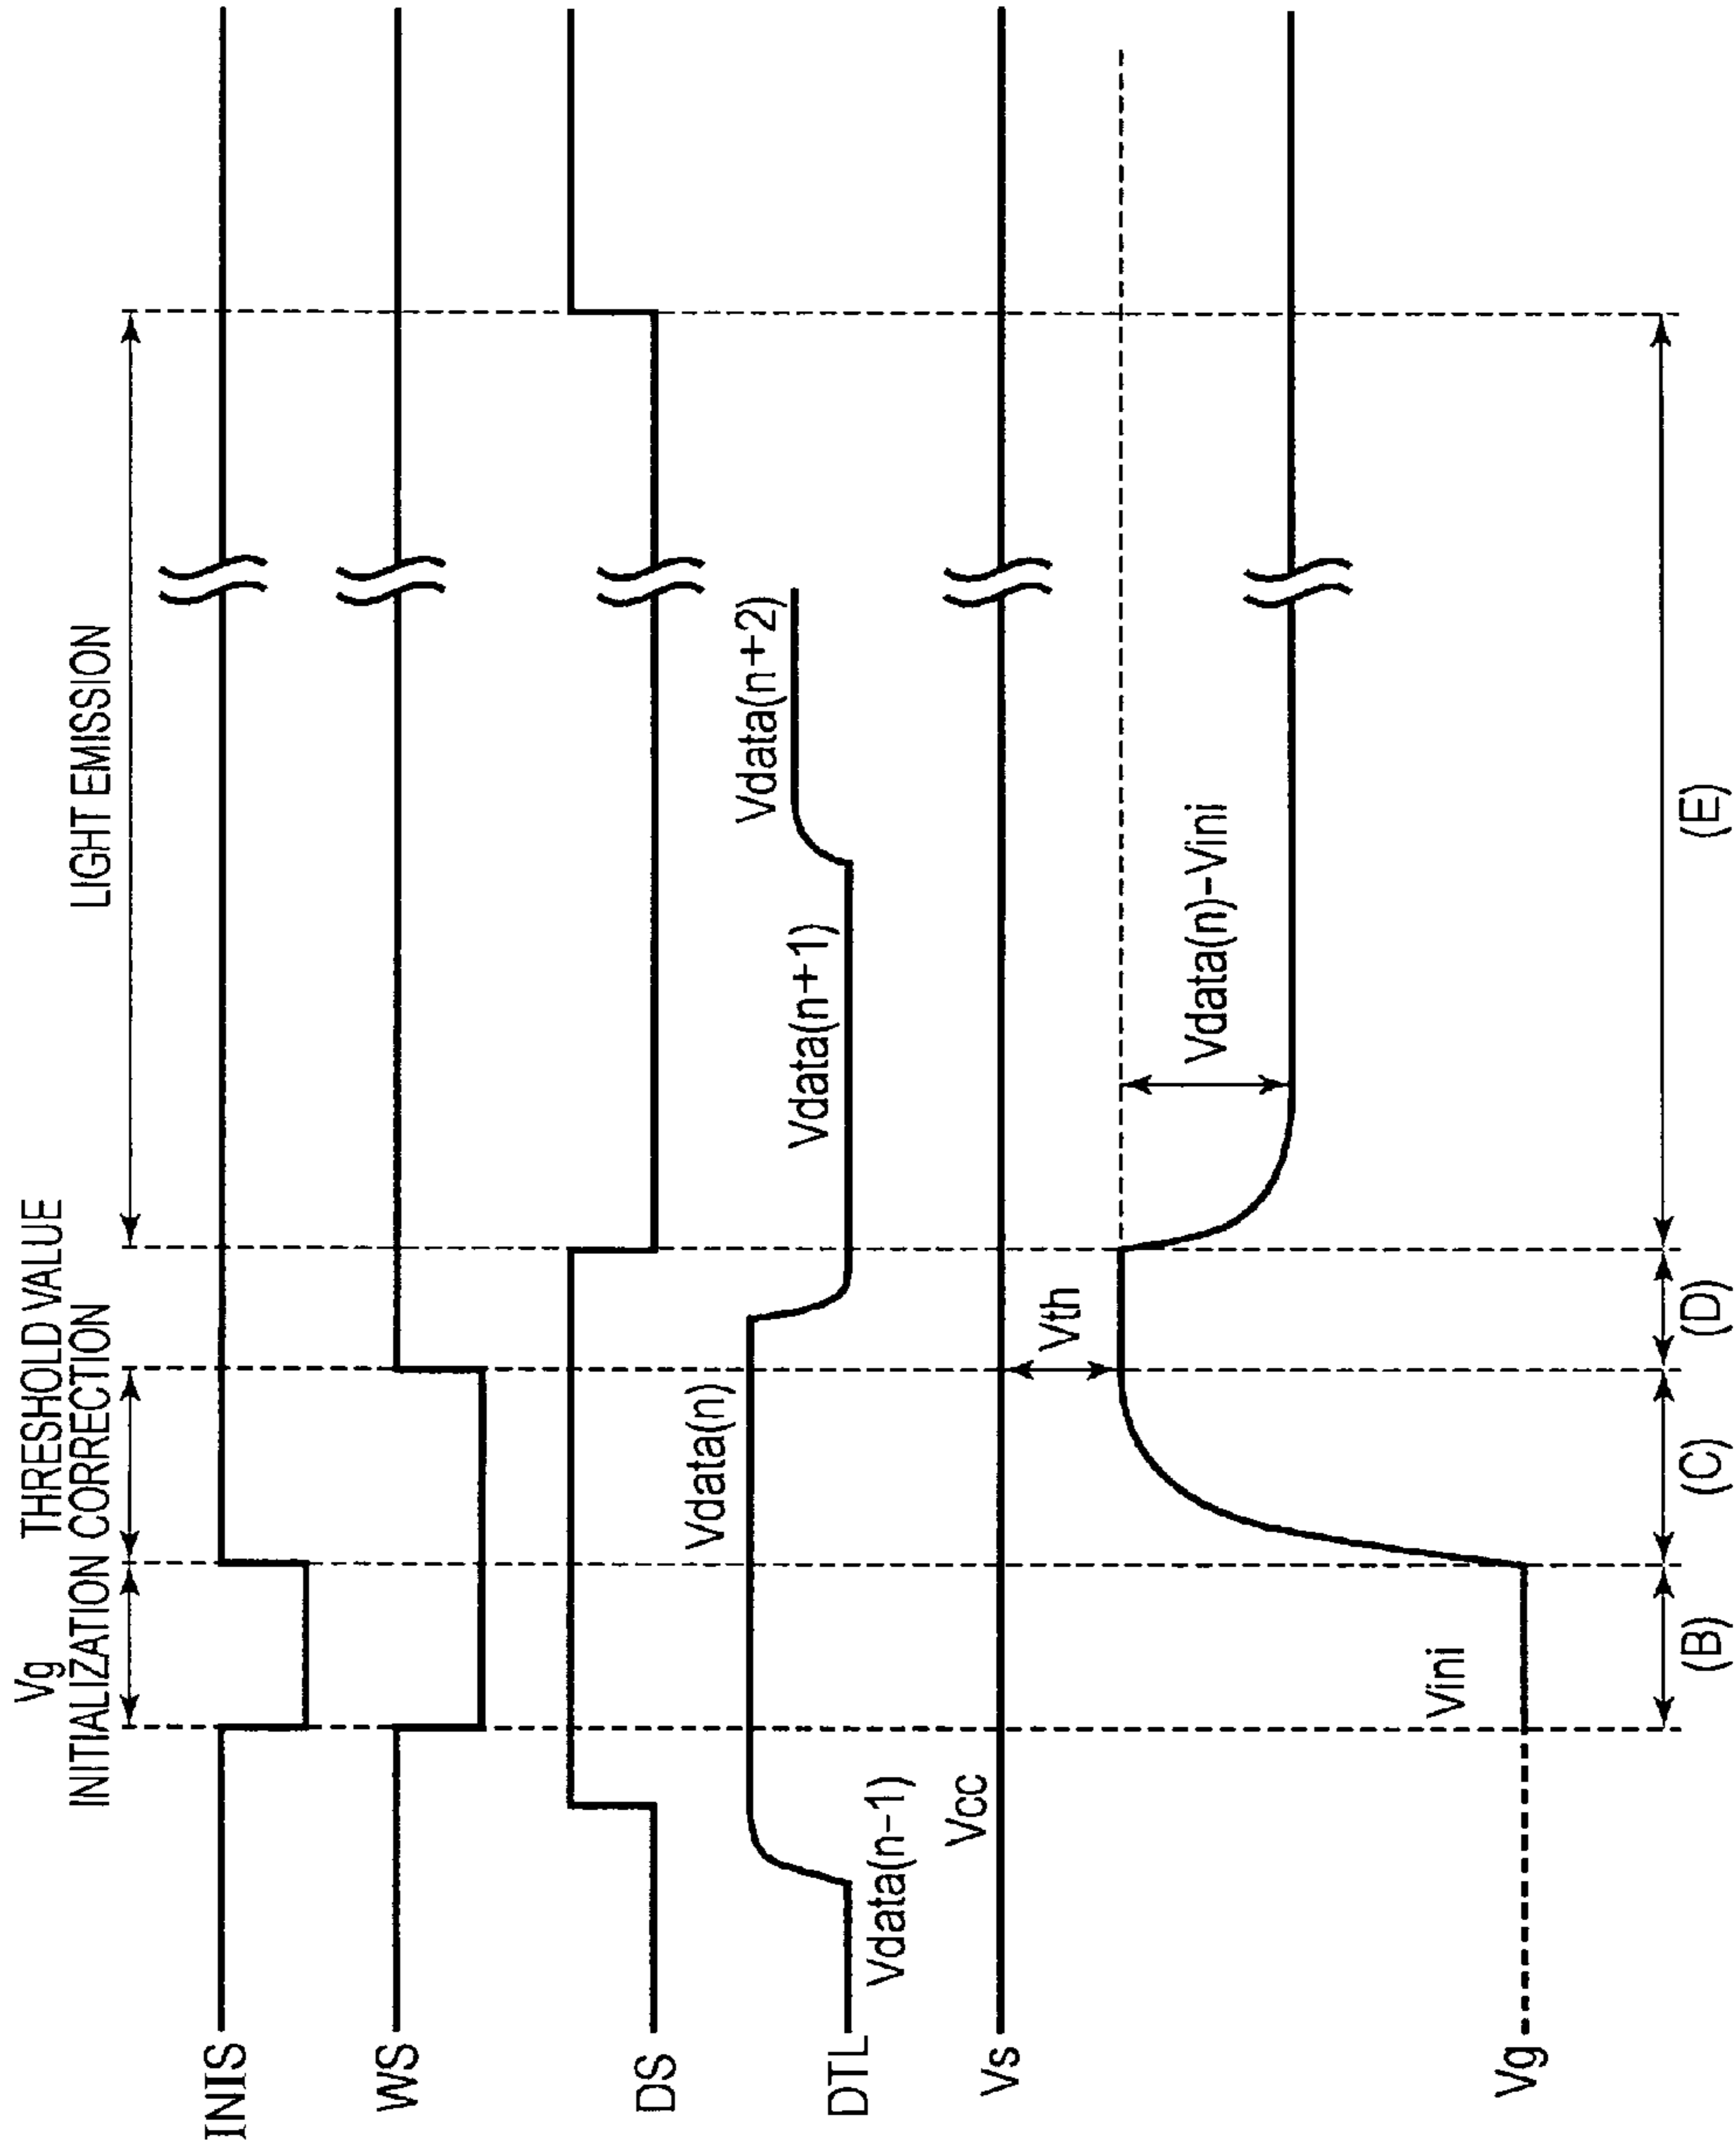 Vg
INITIALIZATION
THRESHOLD VALUE
CORRECTION
LIGHT EMISSION
INIS
WS
DS
DTL
Vdata(n-1)
Vdata(n)
Vdata(n+1)
Vdata(n+2)
Vs
Vcc
Vth
Vdata(n)-Vini
Vg
Vini
(B)
(C)
(D)
(E)